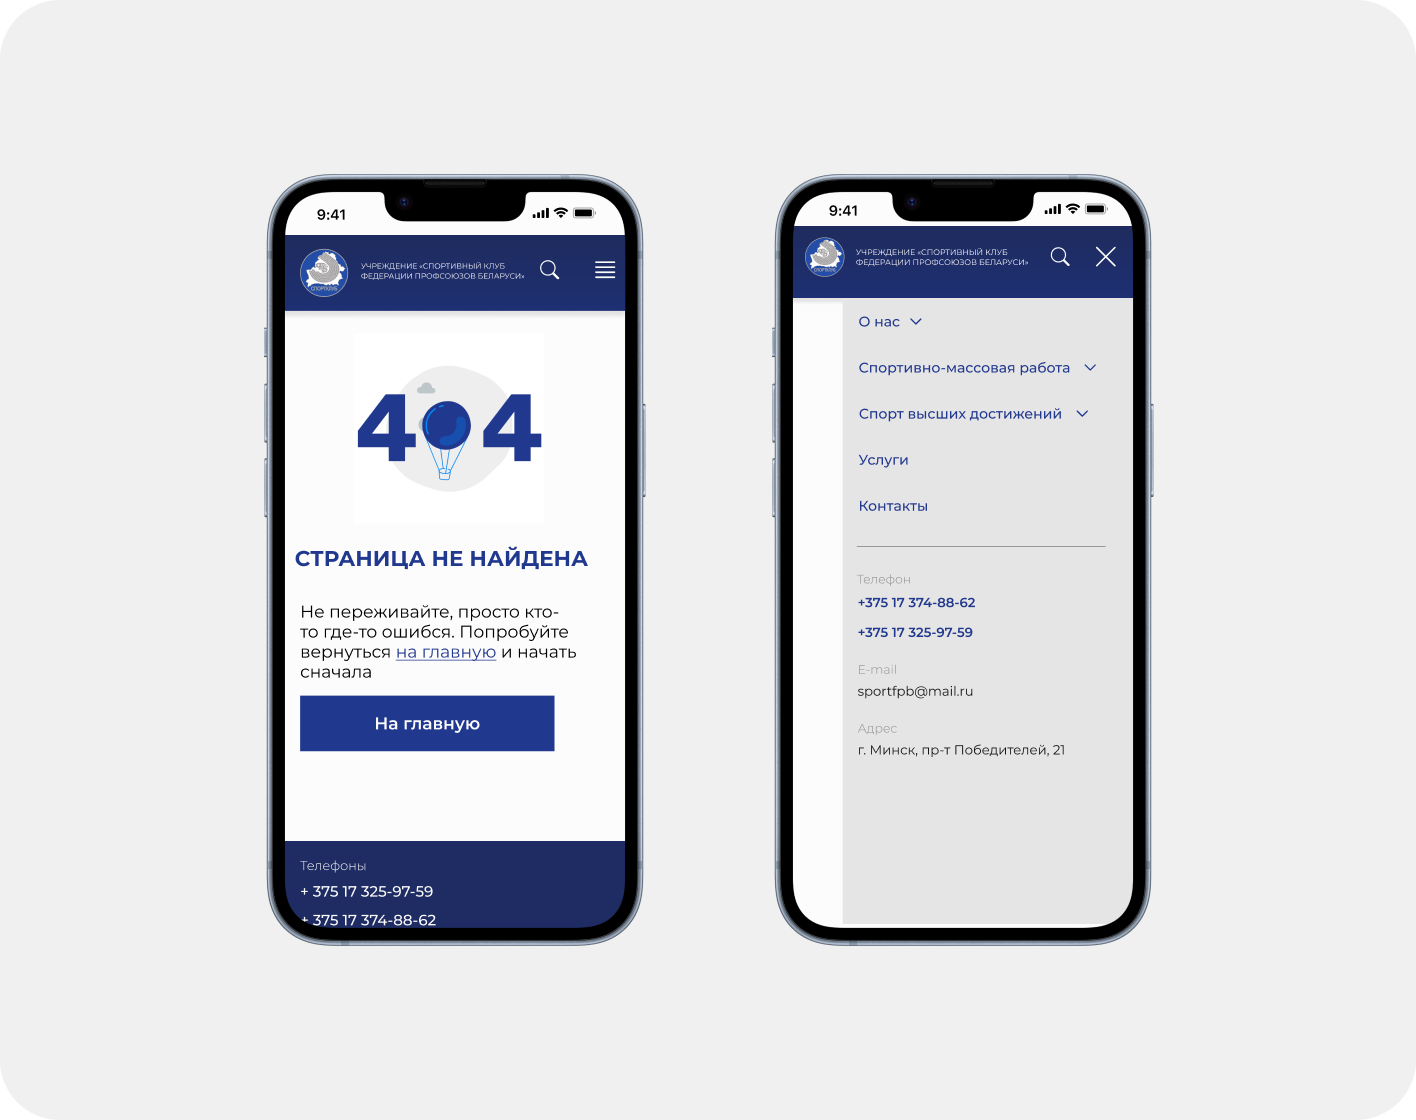 9:41
УЧРЕЖДЕНИЕ «СПОРТИВНЫЙ КЛУБ
ФЕДЕРАЦИИ ПРОФСОЮЗОВ БЕЛАРУСИ»
СПОРТКЛУБ
404
СТРАНИЦА НЕ НАЙДЕНА
Не переживайте, просто кто-
то где-то ошибся. Попробуйте
вернуться на главную и начать
сначала
На главную
Телефоны
+ 375 17 325-97-59
+ 375 17 374-88-62
9:41
УЧРЕЖДЕНИЕ «СПОРТИВНЫЙ КЛУБ
ФЕДЕРАЦИИ ПРОФСОЮЗОВ БЕЛАРУСИ»
СПОРТКЛУБ
О нас
Спортивно-массовая работа
Спорт высших достижений
Услуги
Контакты
Телефон
+375 17 374-88-62
+375 17 325-97-59
E-mail
sportfpb@mail.ru
Адрес
г. Минск, пр-т Победителей, 21